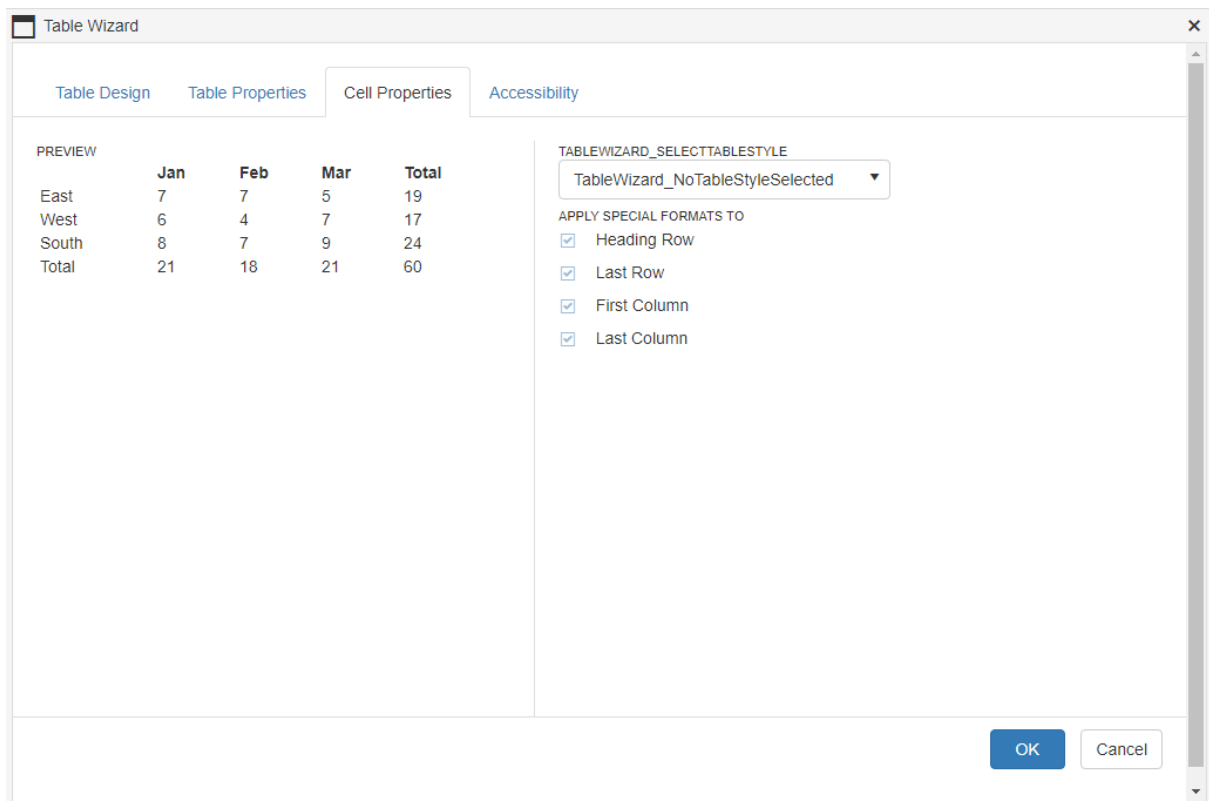 Table Wizard
Table Design Table Properties Cell Properties Accessibility
PREVIEW
Jan Feb Mar Total
East 7 7 5 19
West 6 4 7 17
South 8 7 9 24
Total 21 18 21 60
TABLEWIZARD_SELECTTABLESTYLE
TableWizard_NoTableStyleSelected
APPLY SPECIAL FORMATS TO
Heading Row
Last Row
First Column
Last Column
OK Cancel